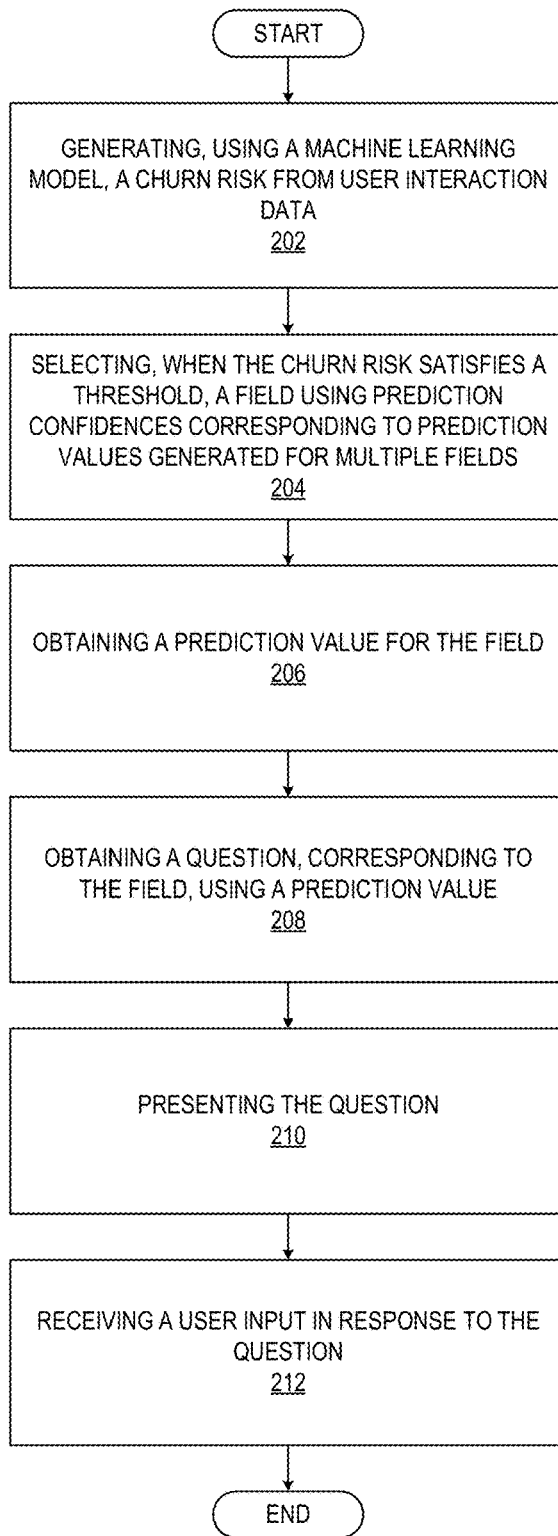 START
GENERATING, USING A MACHINE LEARNING
MODEL, A CHURN RISK FROM USER INTERACTION
DATA
202
SELECTING, WHEN THE CHURN RISK SATISFIES A
THRESHOLD, A FIELD USING PREDICTION
CONFIDENCES CORRESPONDING TO PREDICTION
VALUES GENERATED FOR MULTIPLE FIELDS
204
OBTAINING A PREDICTION VALUE FOR THE FIELD
206
OBTAINING A QUESTION, CORRESPONDING TO
THE FIELD, USING A PREDICTION VALUE
208
PRESENTING THE QUESTION
210
RECEIVING A USER INPUT IN RESPONSE TO THE
QUESTION
212
END